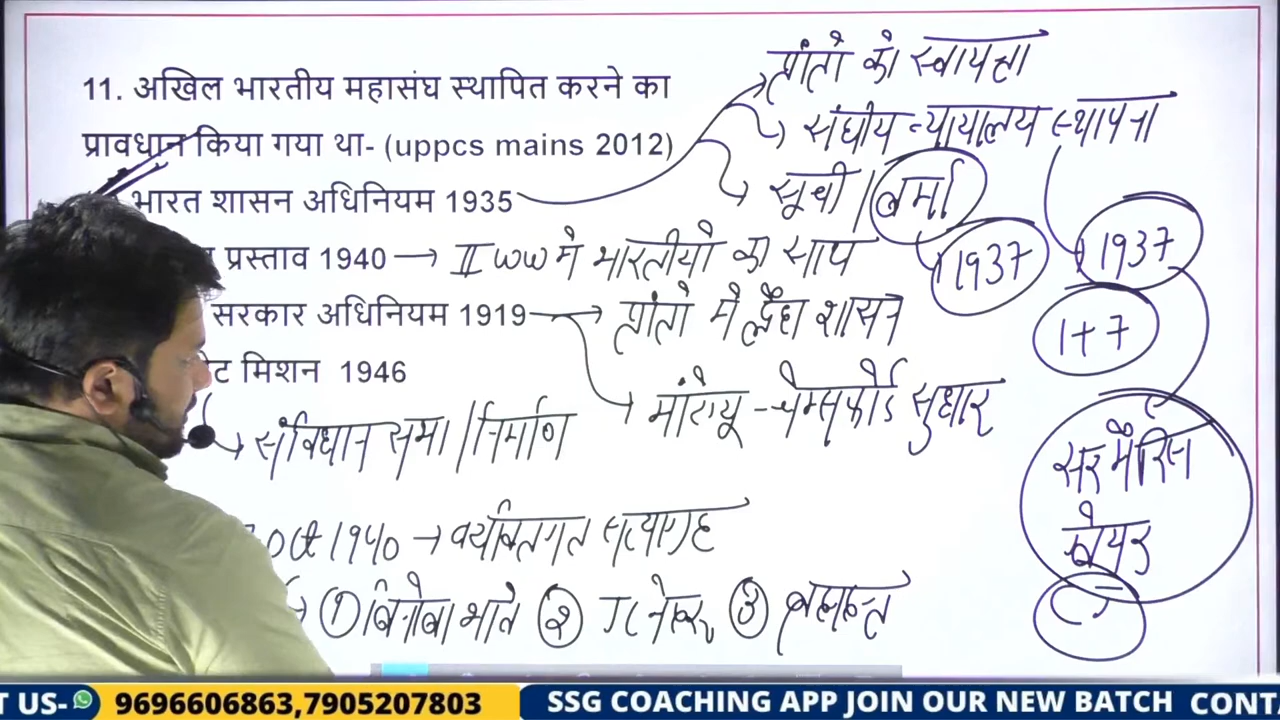 11. अखिल भारतीय महासंघ स्थापित करने का
प्रावधान किया गया था- (uppcs mains 2012)
भारत शासन अधिनियम 1935
प्रांतो को स्वायत्ता
संघीय न्यायालय स्थापना
सूची / बर्मा
1937
1937
1+7
सर मैरिस
ग्वेयर
प्रस्ताव 1940 → II WW मे भारतीयो का साथ
सरकार अधिनियम 1919 → प्रांतो मे द्वैध शासन
मांटेग्यू - चेम्सफोर्ड सुधार
ट मिशन 1946
→ संविधान सभा / निर्माण
Oct 1940 → व्यक्तिगत सत्याग्रह
→ ① बिनोबा भावे ② JL नेहरू ③ ब्रह्मदत्त
T US- 9696606863,7905207803 SSG COACHING APP JOIN OUR NEW BATCH CONTA